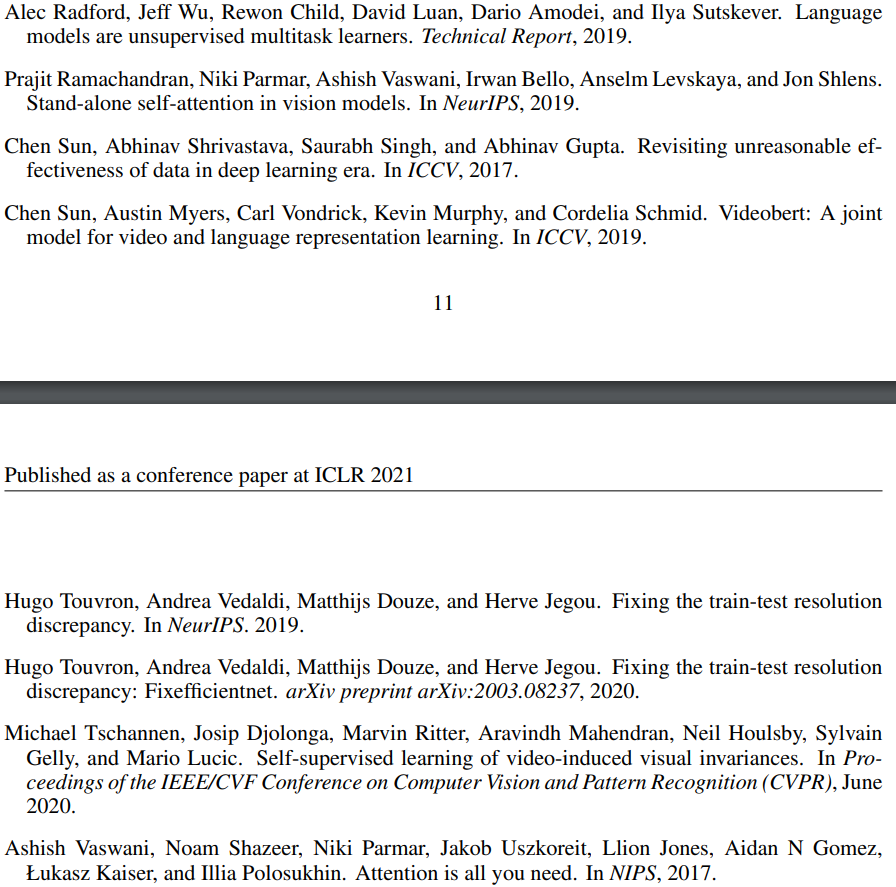 Alec Radford, Jeff Wu, Rewon Child, David Luan, Dario Amodei, and Ilya Sutskever. Language
models are unsupervised multitask learners. Technical Report, 2019.
Prajit Ramachandran, Niki Parmar, Ashish Vaswani, Irwan Bello, Anselm Levskaya, and Jon Shlens.
Stand-alone self-attention in vision models. In NeurIPS, 2019.
Chen Sun, Abhinav Shrivastava, Saurabh Singh, and Abhinav Gupta. Revisiting unreasonable ef-
fectiveness of data in deep learning era. In ICCV, 2017.
Chen Sun, Austin Myers, Carl Vondrick, Kevin Murphy, and Cordelia Schmid. Videobert: A joint
model for video and language representation learning. In ICCV, 2019.
11
Published as a conference paper at ICLR 2021
Hugo Touvron, Andrea Vedaldi, Matthijs Douze, and Herve Jegou. Fixing the train-test resolution
discrepancy. In NeurIPS. 2019.
Hugo Touvron, Andrea Vedaldi, Matthijs Douze, and Herve Jegou. Fixing the train-test resolution
discrepancy: Fixefficientnet. arXiv preprint arXiv:2003.08237, 2020.
Michael Tschannen, Josip Djolonga, Marvin Ritter, Aravindh Mahendran, Neil Houlsby, Sylvain
Gelly, and Mario Lucic. Self-supervised learning of video-induced visual invariances. In Pro-
ceedings of the IEEE/CVF Conference on Computer Vision and Pattern Recognition (CVPR), June
2020.
Ashish Vaswani, Noam Shazeer, Niki Parmar, Jakob Uszkoreit, Llion Jones, Aidan N Gomez,
Łukasz Kaiser, and Illia Polosukhin. Attention is all you need. In NIPS, 2017.